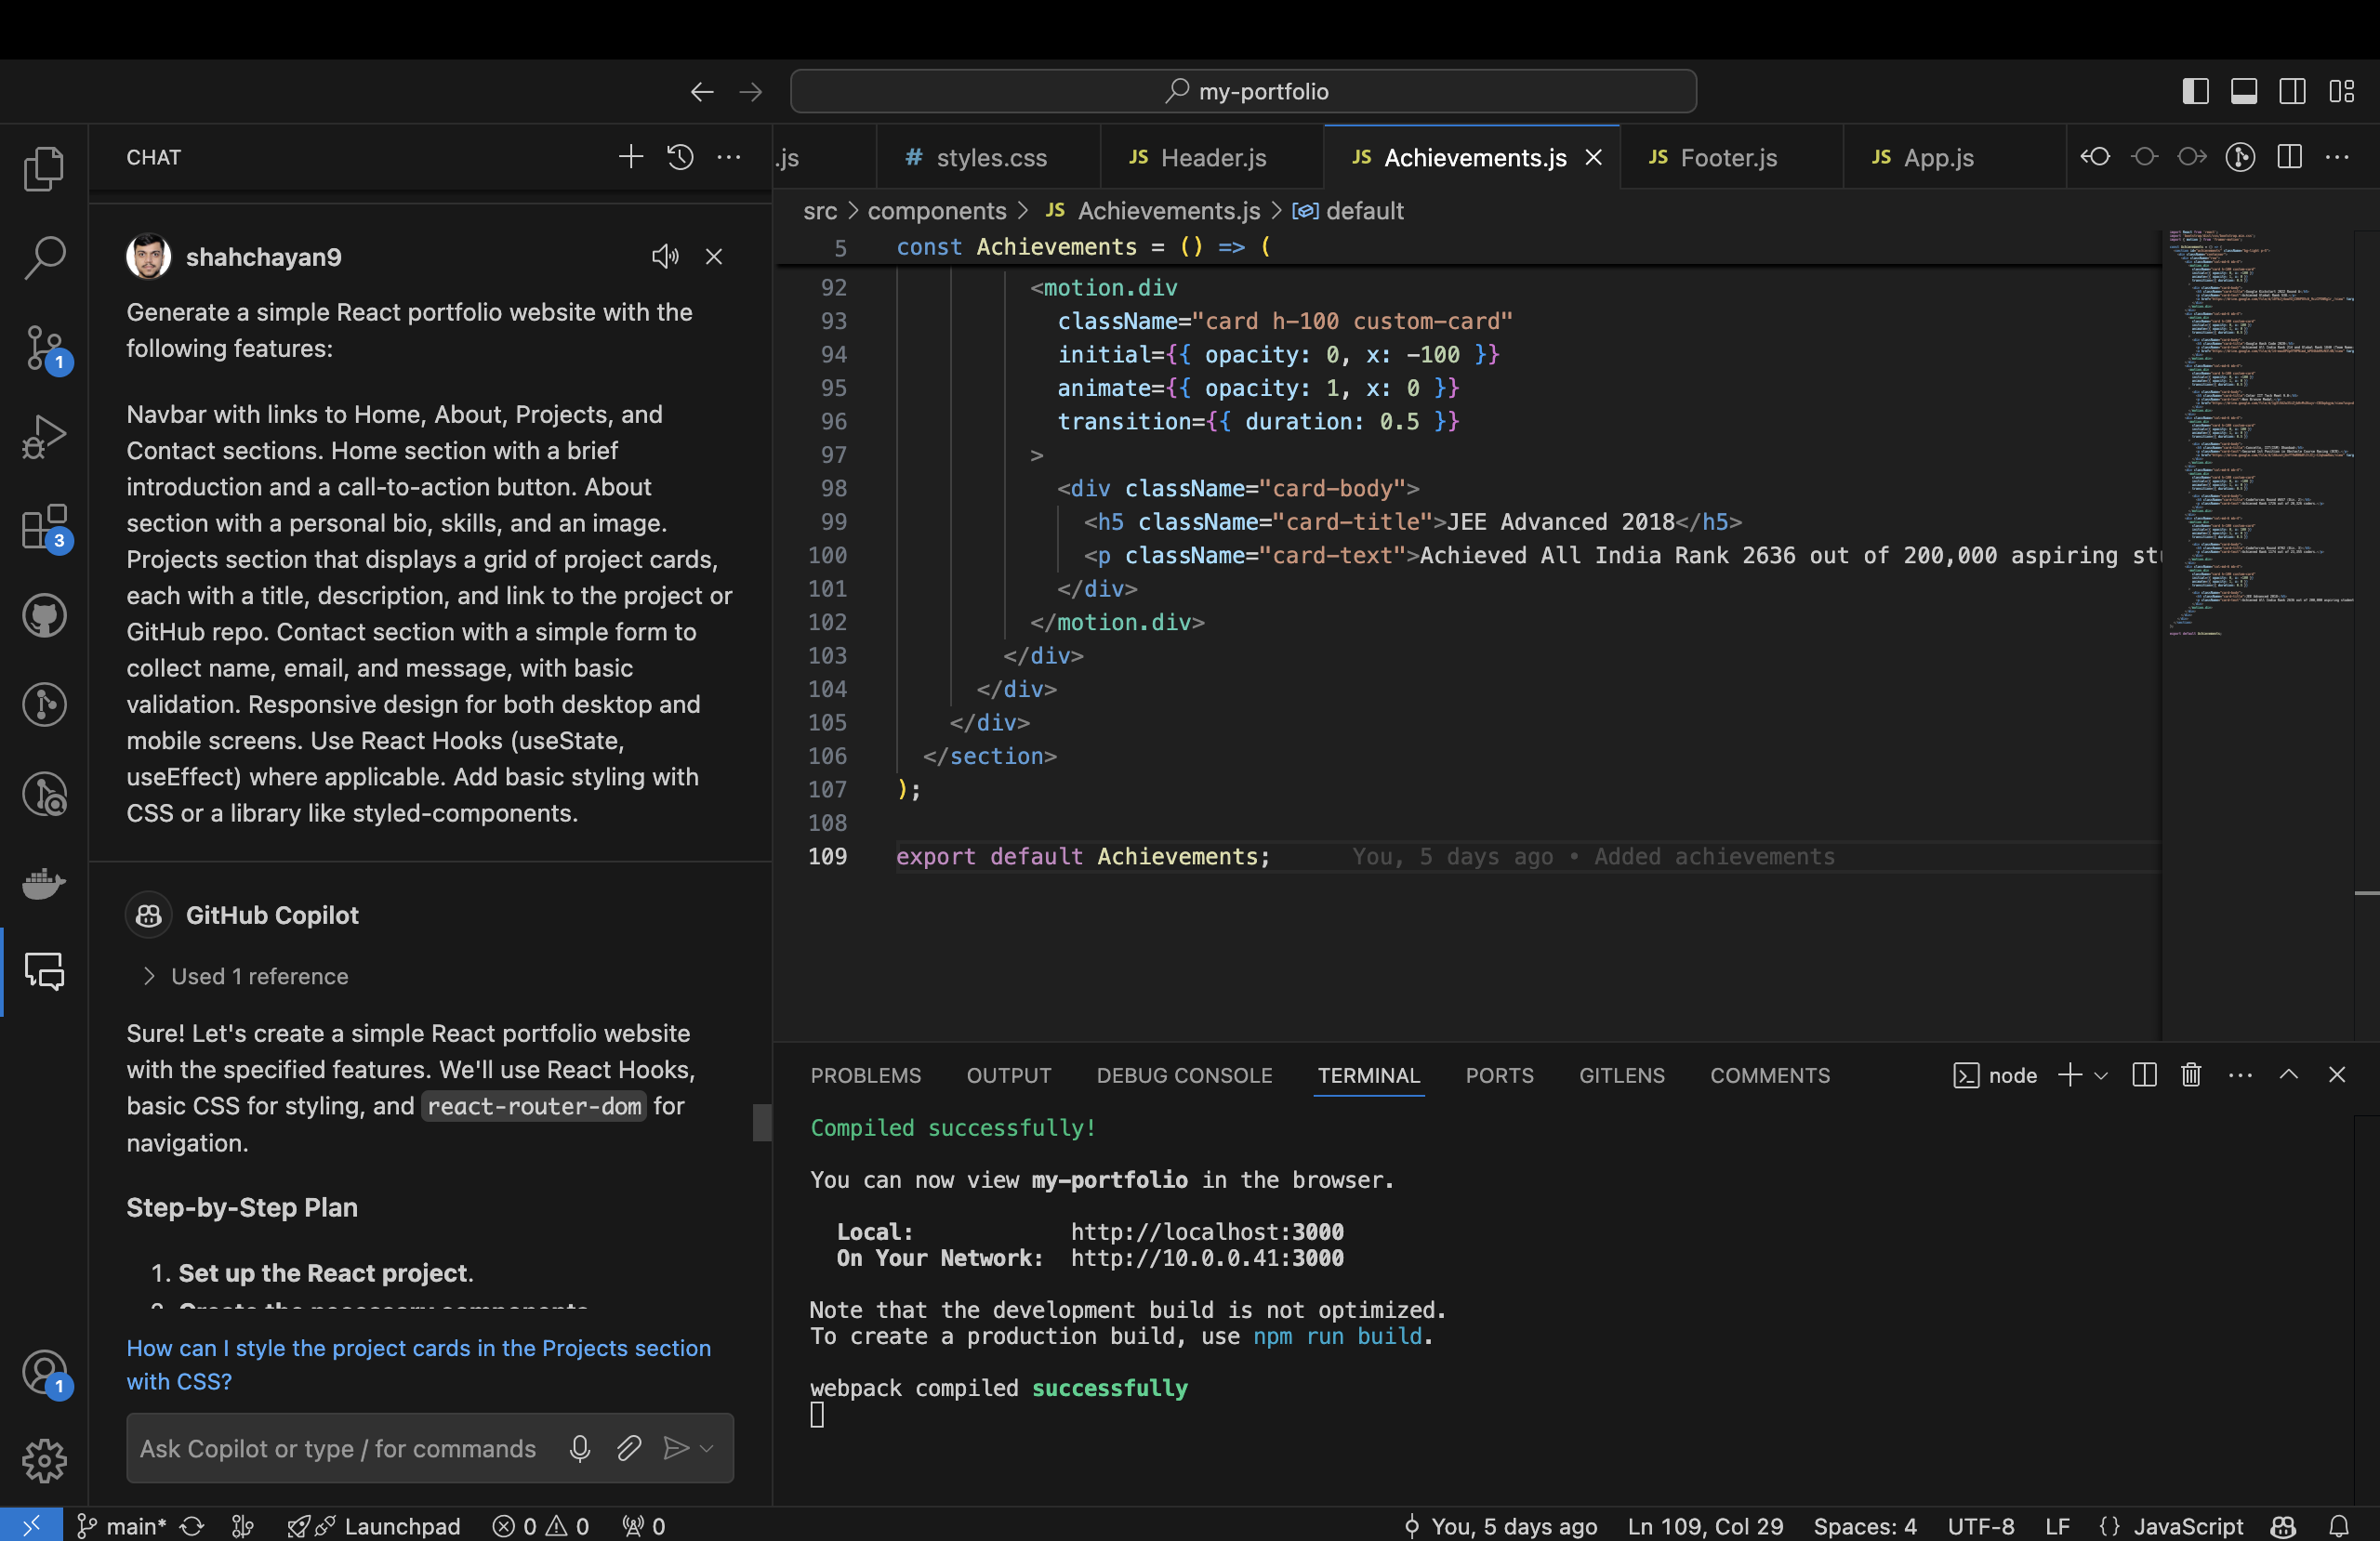 my-portfolio
CHAT
.js
# styles.css
JS Header.js
JS Achievements.js
JS Footer.js
JS App.js
src > components > JS Achievements.js > default
shahchayan9
Generate a simple React portfolio website with the
following features:
Navbar with links to Home, About, Projects, and
Contact sections. Home section with a brief
introduction and a call-to-action button. About
section with a personal bio, skills, and an image.
Projects section that displays a grid of project cards,
each with a title, description, and link to the project or
GitHub repo. Contact section with a simple form to
collect name, email, and message, with basic
validation. Responsive design for both desktop and
mobile screens. Use React Hooks (useState,
useEffect) where applicable. Add basic styling with
CSS or a library like styled-components.
GitHub Copilot
> Used 1 reference
Sure! Let's create a simple React portfolio website
with the specified features. We'll use React Hooks,
basic CSS for styling, and react-router-dom for
navigation.
Step-by-Step Plan
1. Set up the React project.
2. Create the necessary components
How can I style the project cards in the Projects section
with CSS?
Ask Copilot or type / for commands
1
3
1
5 const Achievements = () => (
92 <motion.div
93 className="card h-100 custom-card"
94 initial={{ opacity: 0, x: -100 }}
95 animate={{ opacity: 1, x: 0 }}
96 transition={{ duration: 0.5 }}
97 >
98 <div className="card-body">
99 <h5 className="card-title">JEE Advanced 2018</h5>
100 <p className="card-text">Achieved All India Rank 2636 out of 200,000 aspiring stu
101 </div>
102 </motion.div>
103 </div>
104 </div>
105 </div>
106 </section>
107 );
108
109 export default Achievements; You, 5 days ago • Added achievements
PROBLEMS OUTPUT DEBUG CONSOLE TERMINAL PORTS GITLENS COMMENTS
node
Compiled successfully!
You can now view my-portfolio in the browser.
Local: http://localhost:3000
On Your Network: http://10.0.0.41:3000
Note that the development build is not optimized.
To create a production build, use npm run build.
webpack compiled successfully
main* Launchpad 0 0 0
You, 5 days ago Ln 109, Col 29 Spaces: 4 UTF-8 LF {} JavaScript